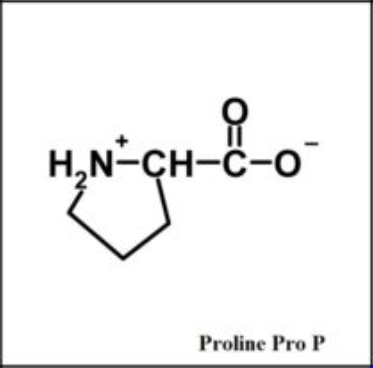 O
H₂N⁺–CH–C–O⁻
Proline Pro P